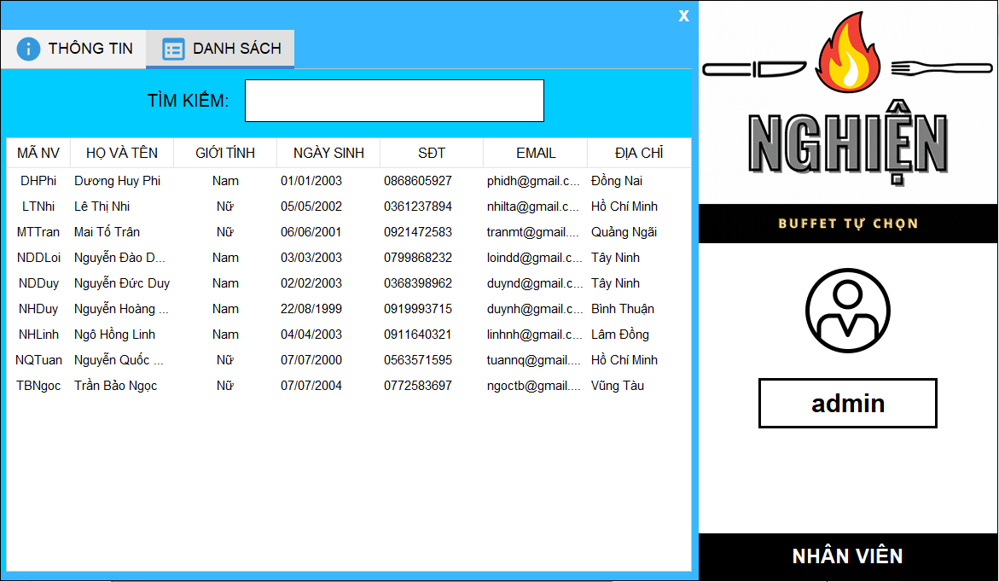 X
THÔNG TIN DANH SÁCH
TÌM KIẾM:
MÃ NV HỌ VÀ TÊN GIỚI TÍNH NGÀY SINH SĐT EMAIL ĐỊA CHỈ
DHPhi Dương Huy Phi Nam 01/01/2003 0868605927 phidh@gmail.c... Đồng Nai
LTNhi Lê Thị Nhi Nữ 05/05/2002 0361237894 nhilta@gmail.c... Hồ Chí Minh
MTTran Mai Tố Trân Nữ 06/06/2001 0921472583 tranmt@gmail.... Quảng Ngãi
NDDLoi Nguyễn Đào D... Nam 03/03/2003 0799868232 loindd@gmail.c... Tây Ninh
NDDuy Nguyễn Đức Duy Nam 02/02/2003 0368398962 duynd@gmail.c... Tây Ninh
NHDuy Nguyễn Hoàng ... Nam 22/08/1999 0919993715 duynh@gmail.c... Bình Thuận
NHLinh Ngô Hồng Linh Nam 04/04/2003 0911640321 linhnh@gmail.c... Lâm Đồng
NQTuan Nguyễn Quốc ... Nữ 07/07/2000 0563571595 tuannq@gmail.... Hồ Chí Minh
TBNgoc Trần Bảo Ngọc Nữ 07/07/2004 0772583697 ngoctb@gmail.... Vũng Tàu
NGHIỆN
BUFFET TỰ CHỌN
admin
NHÂN VIÊN